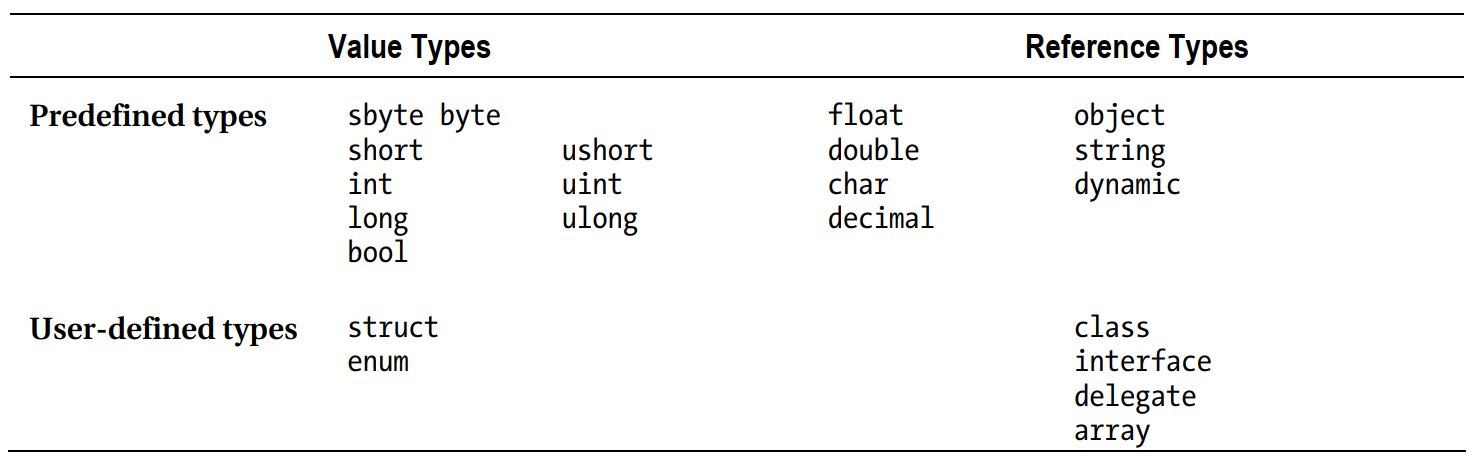 Value Types Reference Types
Predefined types sbyte byte float object
short ushort double string
int uint char dynamic
long ulong decimal
bool
User-defined types struct class
enum interface
delegate
array